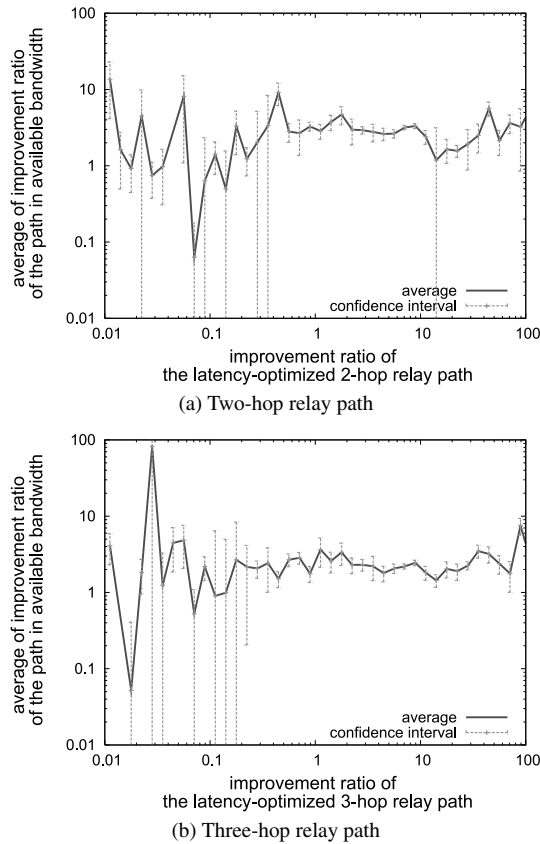 100
10
1
0.1
0.01
average of improvement ratio
of the path in available bandwidth
average
confidence interval
0.01 0.1 1 10 100
improvement ratio of
the latency-optimized 2-hop relay path
(a) Two-hop relay path
100
10
1
0.1
0.01
average of improvement ratio
of the path in available bandwidth
average
confidence interval
0.01 0.1 1 10 100
improvement ratio of
the latency-optimized 3-hop relay path
(b) Three-hop relay path